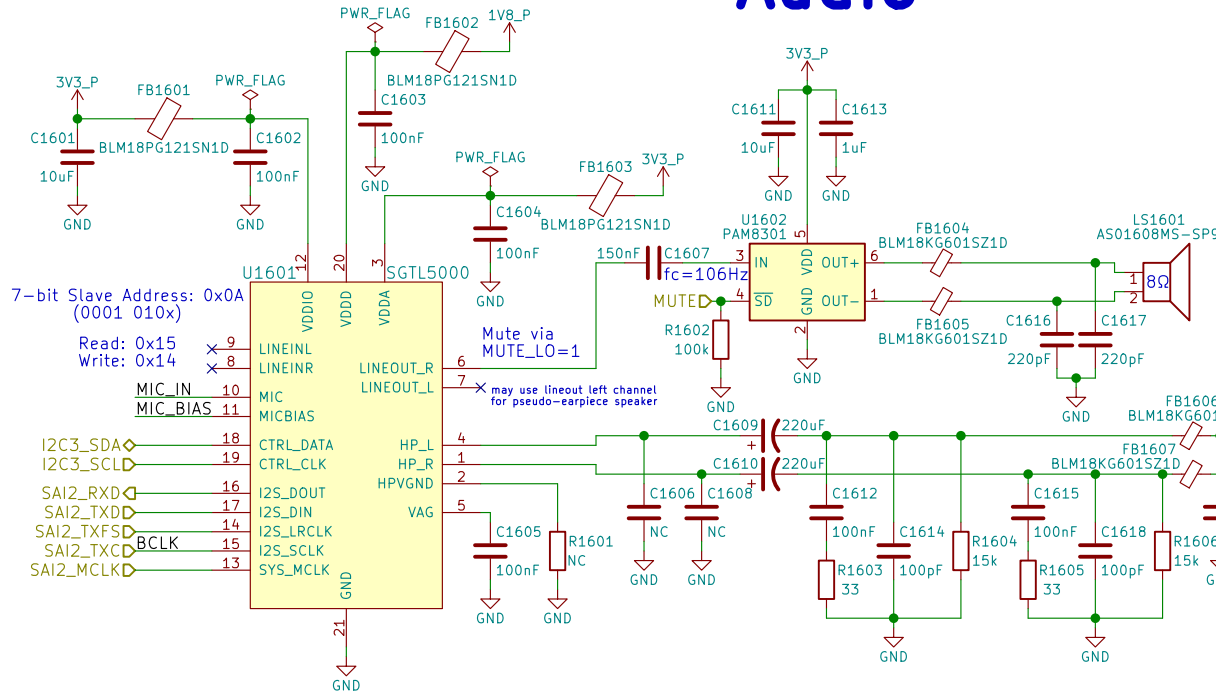 Audio
PWR_FLAG
1V8_P
FB1602
BLM18PG121SN1D
C1603
100nF
GND
3V3_P
FB1601
PWR_FLAG
C1601
BLM18PG121SN1D
C1602
10uF
100nF
GND
GND
PWR_FLAG
FB1603
3V3_P
C1604
BLM18PG121SN1D
100nF
GND
3V3_P
C1611
10uF
GND
C1613
1uF
GND
U1602
PAM8301
150nF
C1607
fc=106Hz
3
IN
5
VDD
OUT+
6
MUTE
4
SD
GND
OUT-
1
2
GND
R1602
100k
GND
FB1604
BLM18KG601SZ1D
FB1605
BLM18KG601SZ1D
LS1601
AS01608MS-SP9
1
2
8Ω
C1616
220pF
C1617
220pF
GND
U1601
SGTL5000
12
20
3
VDDIO
VDDD
VDDA
7-bit Slave Address: 0x0A
(0001 010x)
Read: 0x15
Write: 0x14
9
LINEINL
8
LINEINR
MIC_IN
10
MIC
MIC_BIAS
11
MICBIAS
I2C3_SDA
18
CTRL_DATA
I2C3_SCL
19
CTRL_CLK
SAI2_RXD
16
I2S_DOUT
SAI2_TXD
17
I2S_DIN
SAI2_TXFS
14
I2S_LRCLK
SAI2_TXC
BCLK
15
I2S_SCLK
SAI2_MCLK
13
SYS_MCLK
GND
21
GND
LINEOUT_R
6
LINEOUT_L
7
HP_L
4
HP_R
1
HPVGND
2
VAG
5
Mute via
MUTE_LO=1
may use lineout left channel
for pseudo-earpiece speaker
C1605
100nF
GND
R1601
NC
GND
C1606
NC
GND
C1608
NC
GND
C1609
220uF
+
C1610
220uF
+
C1612
100nF
R1603
33
C1614
100pF
R1604
15k
GND
C1615
100nF
R1605
33
C1618
100pF
R1606
15k
GND
FB1606
BLM18KG601
FB1607
BLM18KG601SZ1D